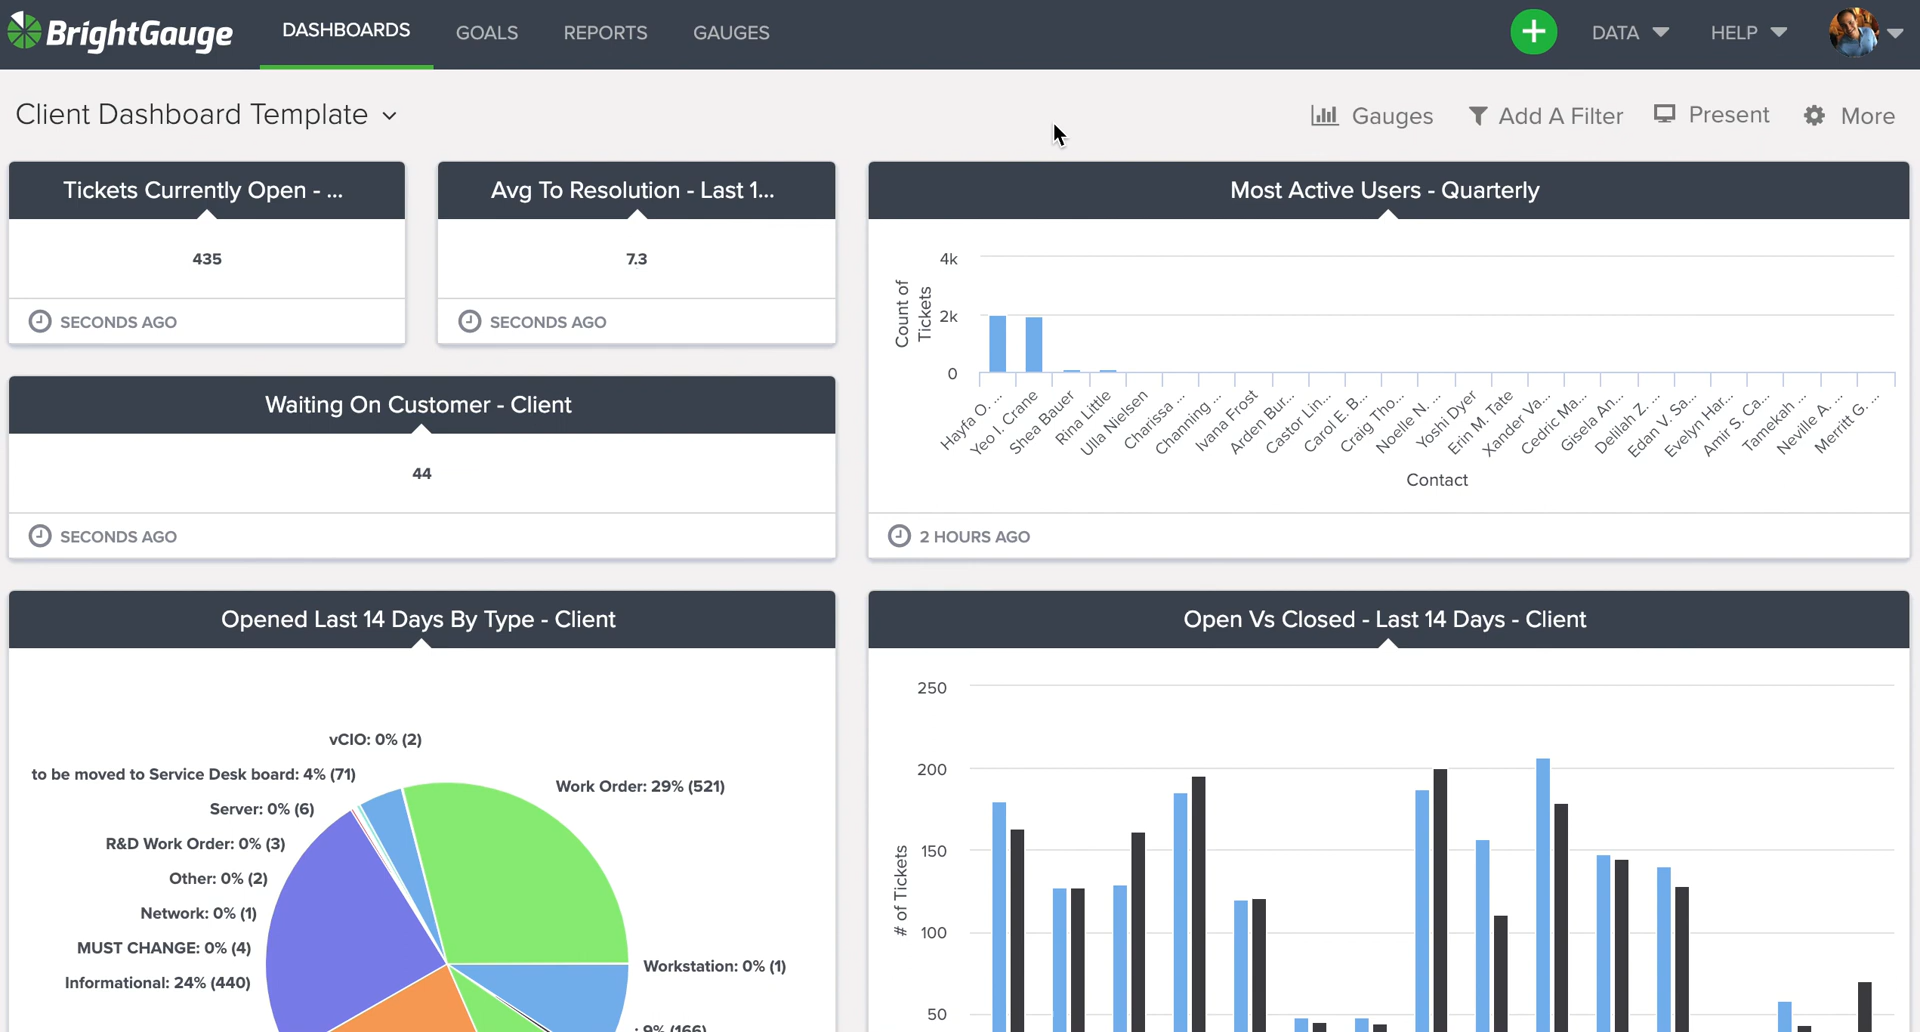 BrightGauge
DASHBOARDS
GOALS
REPORTS
GAUGES
DATA
HELP
Client Dashboard Template
Gauges
Add A Filter
Present
More
Tickets Currently Open - ...
435
SECONDS AGO
Avg To Resolution - Last 1...
7.3
SECONDS AGO
Most Active Users - Quarterly
Count of
Tickets
4k
2k
0
Hayfa O. ...
Yeo I. Crane
Shea Bauer
Rina Little
Ulla Nielsen
Charissa ...
Channing ...
Ivana Frost
Arden Bur...
Castor Lin...
Carol E. B...
Craig Tho...
Noelle N. ...
Yoshi Dyer
Erin M. Tate
Xander Va...
Cedric Ma...
Gisela An...
Delilah Z. ...
Edan V. Sa...
Evelyn Har...
Amir S. Ca...
Tamekah ...
Neville A. ...
Merritt G. ...
Contact
2 HOURS AGO
Waiting On Customer - Client
44
SECONDS AGO
Opened Last 14 Days By Type - Client
vCIO: 0% (2)
to be moved to Service Desk board: 4% (71)
Work Order: 29% (521)
Server: 0% (6)
R&D Work Order: 0% (3)
Other: 0% (2)
Network: 0% (1)
MUST CHANGE: 0% (4)
Informational: 24% (440)
Workstation: 0% (1)
: 9% (166)
Open Vs Closed - Last 14 Days - Client
# of Tickets
250
200
150
100
50